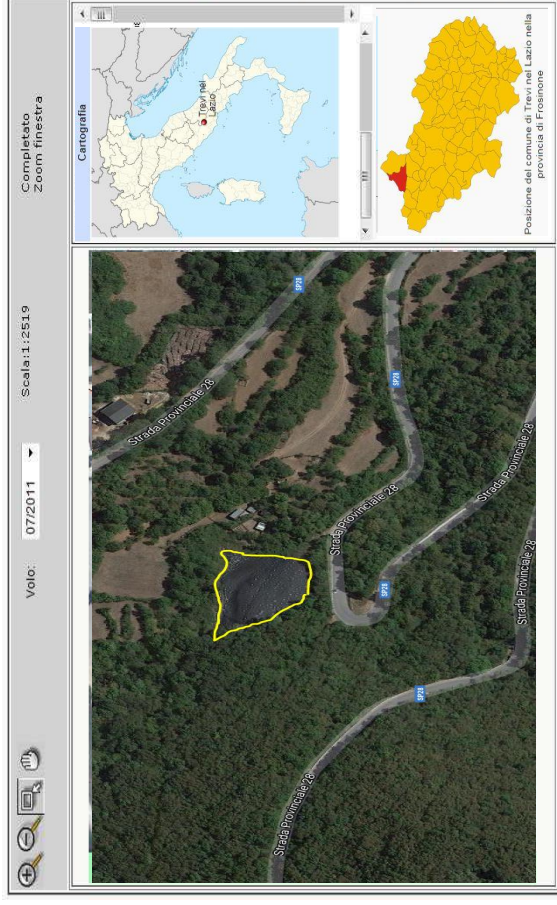 Volo:
07/2011
Scala:1:2519
Completato
Zoom finestra
Cartografia
Trevi nel
Lazio
Posizione del comune di Trevi nel Lazio nella
provincia di Frosinone
Strada Provinciale 28
SP28
Strada Provinciale 28
SP28
Strada Provinciale 28
SP28
Strada Provinciale 28
SP28
Strada Provinciale 28